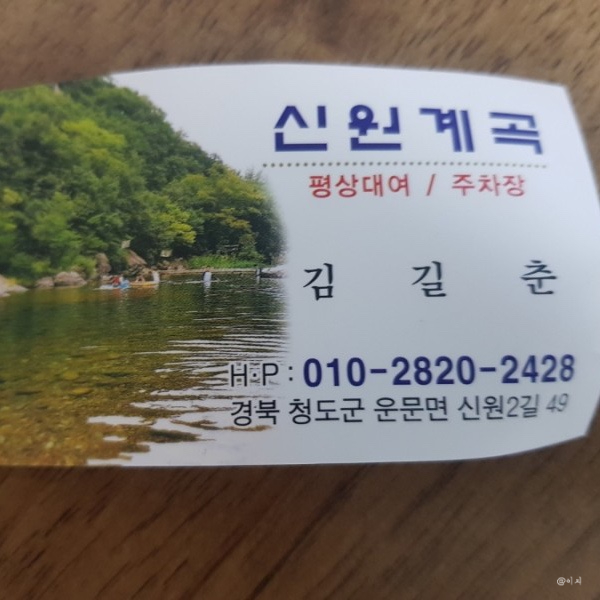 신원계곡
평상대여 / 주차장
김 길 춘
H·P : 010-2820-2428
경북 청도군 운문면 신원2길 49
@이지